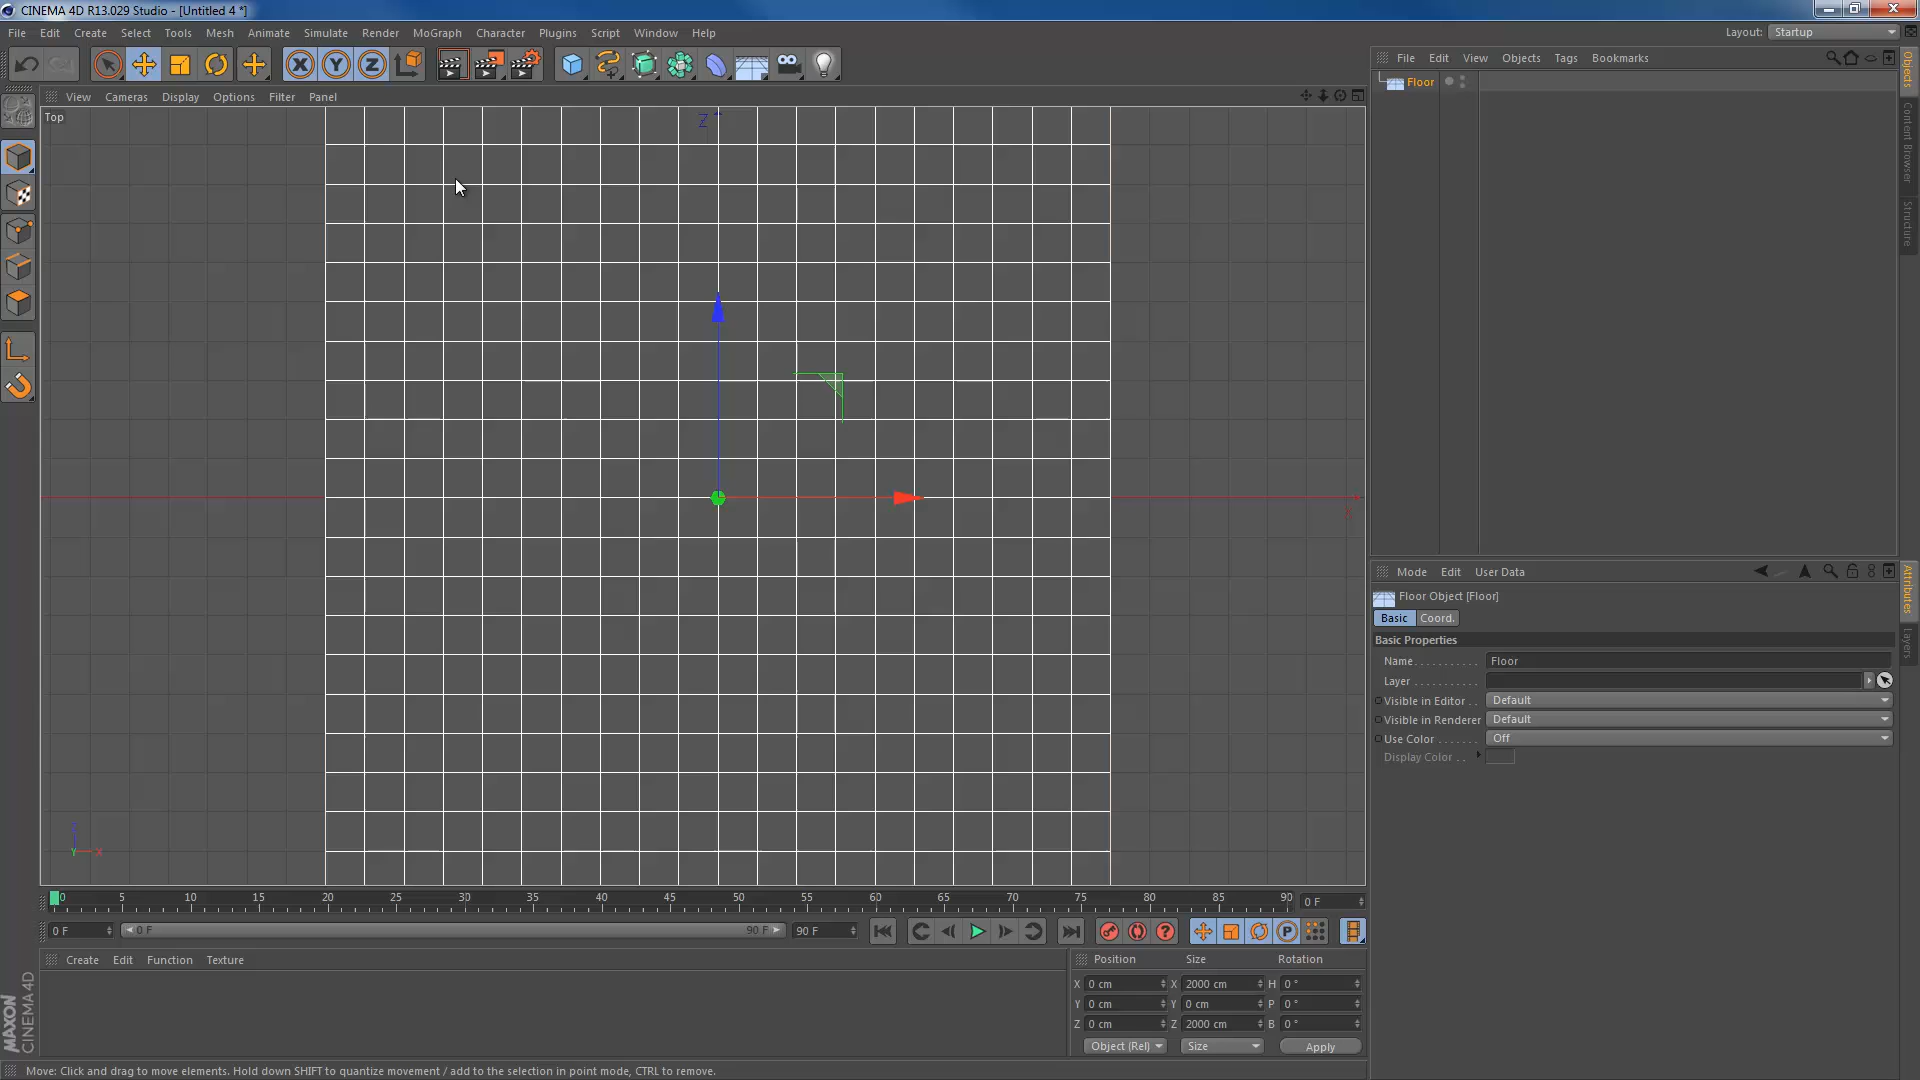 CINEMA 4D R13.029 Studio - [Untitled 4 *]
File Edit Create Select Tools Mesh Animate Simulate Render MoGraph Character Plugins Script Window Help
Layout: Startup
File Edit View Objects Tags Bookmarks
Floor
Objects
Content Browser
Structure
View Cameras Display Options Filter Panel
Top
Z
X
Y X
Mode Edit User Data
Floor Object [Floor]
Basic Coord.
Basic Properties
Name Floor
Layer
Visible in Editor Default
Visible in Renderer Default
Use Color Off
Display Color
Attributes
Layers
0 5 10 15 20 25 30 35 40 45 50 55 60 65 70 75 80 85 90
0 F
0 F 0 F 90 F 90 F
Create Edit Function Texture
Position Size Rotation
X 0 cm X 2000 cm H 0 °
Y 0 cm Y 0 cm P 0 °
Z 0 cm Z 2000 cm B 0 °
Object (Rel) Size Apply
MAXON
CINEMA 4D
Move: Click and drag to move elements. Hold down SHIFT to quantize movement / add to the selection in point mode, CTRL to remove.